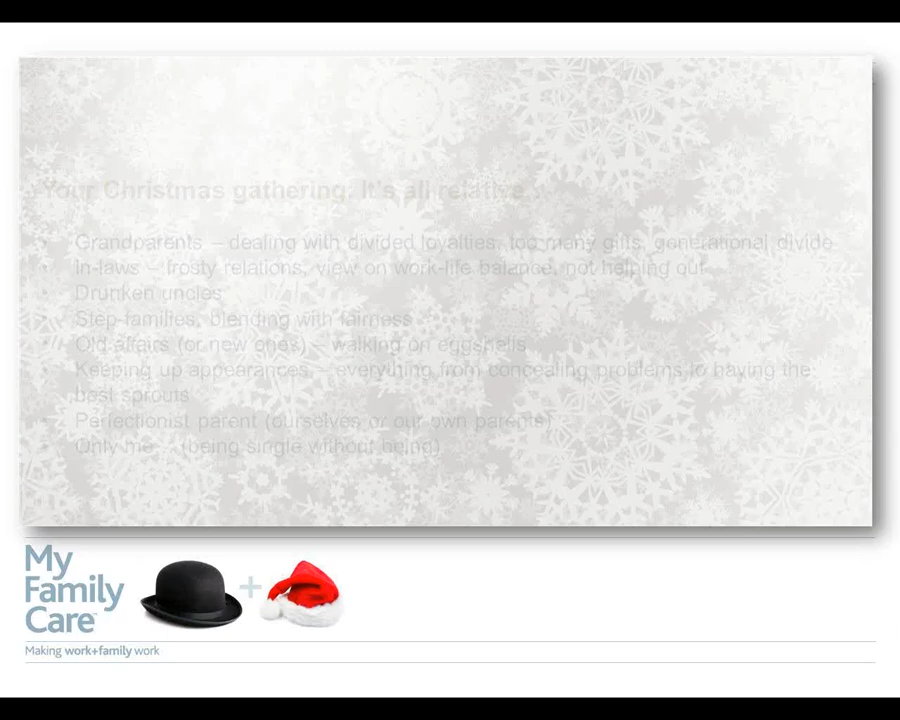 Your Christmas gathering. It's all relative...
Grandparents – dealing with divided loyalties, too many gifts, generational divide
In-laws – frosty relations, view on work-life balance, not helping out
Drunken uncles
Step-families, blending with fairness
Old affairs (or new ones) – walking on eggshells
Keeping up appearances – everything from concealing problems to having the
best sprouts
Perfectionist parent (ourselves or our own parents)
Only me ... (being single without being)
My
Family
Care™
+
Making work+family work